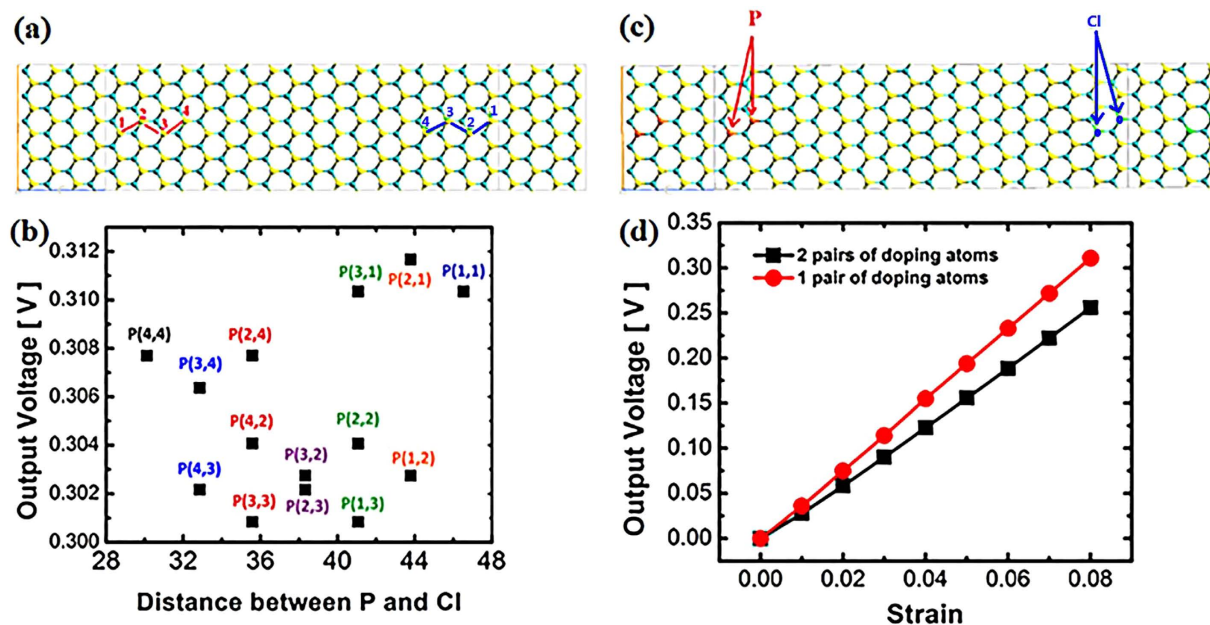 (a)
1 2 3 4
4 3 2 1
(c)
P
Cl
(b)
Output Voltage [ V ]
0.312
0.310
0.308
0.306
0.304
0.302
0.300
P(3,1)
P(2,1)
P(1,1)
P(4,4)
P(2,4)
P(3,4)
P(4,2)
P(2,2)
P(3,2)
P(1,2)
P(4,3)
P(2,3)
P(3,3)
P(1,3)
28 32 36 40 44 48
Distance between P and Cl
(d)
Output Voltage [ V ]
0.35
0.30
0.25
0.20
0.15
0.10
0.05
0.00
2 pairs of doping atoms
1 pair of doping atoms
0.00 0.02 0.04 0.06 0.08
Strain